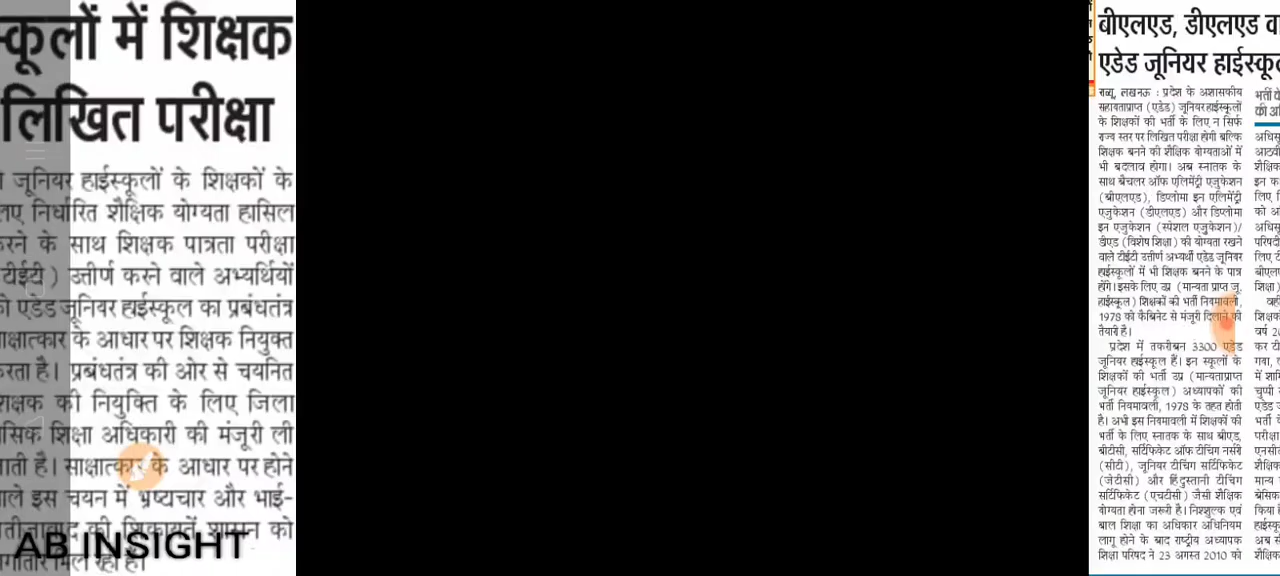 स्कूलों में शिक्षक
लिखित परीक्षा
जूनियर हाईस्कूलों के शिक्षकों के
लिए निर्धारित शैक्षिक योग्यता हासिल
करने के साथ शिक्षक पात्रता परीक्षा
टीईटी ) उत्तीर्ण करने वाले अभ्यर्थियों
एडेड जूनियर हाईस्कूल का प्रबंधतंत्र
साक्षात्कार के आधार पर शिक्षक नियुक्त
करता है। प्रबंधतंत्र की ओर से चयनित
शिक्षक की नियुक्ति के लिए जिला
बेसिक शिक्षा अधिकारी की मंजूरी ली
जाती है। साक्षात्कार के आधार पर होने
वाले इस चयन में भ्रष्टाचार और भाई-
भतीजावाद की शिकायतें शासन को
लगातार मिल रही हैं।
AB INSIGHT
बीएलएड, डीएलएड
एडेड जूनियर हाईस्कूल
राब्यू, लखनऊ : प्रदेश के अशासकीय
सहायताप्राप्त (एडेड) जूनियर हाईस्कूलों
के शिक्षकों की भर्ती के लिए न सिर्फ
राज्य स्तर पर लिखित परीक्षा होगी बल्कि
शिक्षक बनने की शैक्षिक योग्यताओं में
भी बदलाव होगा। अब स्नातक के
साथ बैचलर ऑफ एलिमेंट्री एजुकेशन
(बीएलएड), डिप्लोमा इन एलिमेंट्री
एजुकेशन (डीएलएड) और डिप्लोमा
इन एजुकेशन (स्पेशल एजुकेशन)/
डीएड (विशेष शिक्षा) की योग्यता रखने
वाले टीईटी उत्तीर्ण अभ्यर्थी एडेड जूनियर
हाईस्कूलों में भी शिक्षक बनने के पात्र
होंगे। इसके लिए उप्र (मान्यता प्राप्त जू.
हाईस्कूल) शिक्षकों की भर्ती नियमावली,
1978 को कैबिनेट से मंजूरी दिलाने की
तैयारी है।
प्रदेश में तकरीबन 3300 एडेड
जूनियर हाईस्कूल हैं। इन स्कूलों के
शिक्षकों की भर्ती उप्र (मान्यताप्राप्त
जूनियर हाईस्कूल) अध्यापकों की
भर्ती नियमावली, 1978 के तहत होती
है। अभी इस नियमावली में शिक्षकों की
भर्ती के लिए स्नातक के साथ बीएड,
बीटीसी, सर्टिफिकेट ऑफ टीचिंग नर्सरी
(सीटी), जूनियर टीचिंग सर्टिफिकेट
(जेटीसी) और हिंदुस्तानी टीचिंग
सर्टिफिकेट (एचटीसी) जैसी शैक्षिक
योग्यता होना जरूरी है। निश्शुल्क एवं
बाल शिक्षा का अधिकार अधिनियम
लागू होने के बाद राष्ट्रीय अध्यापक
शिक्षा परिषद ने 23 अगस्त 2010 को